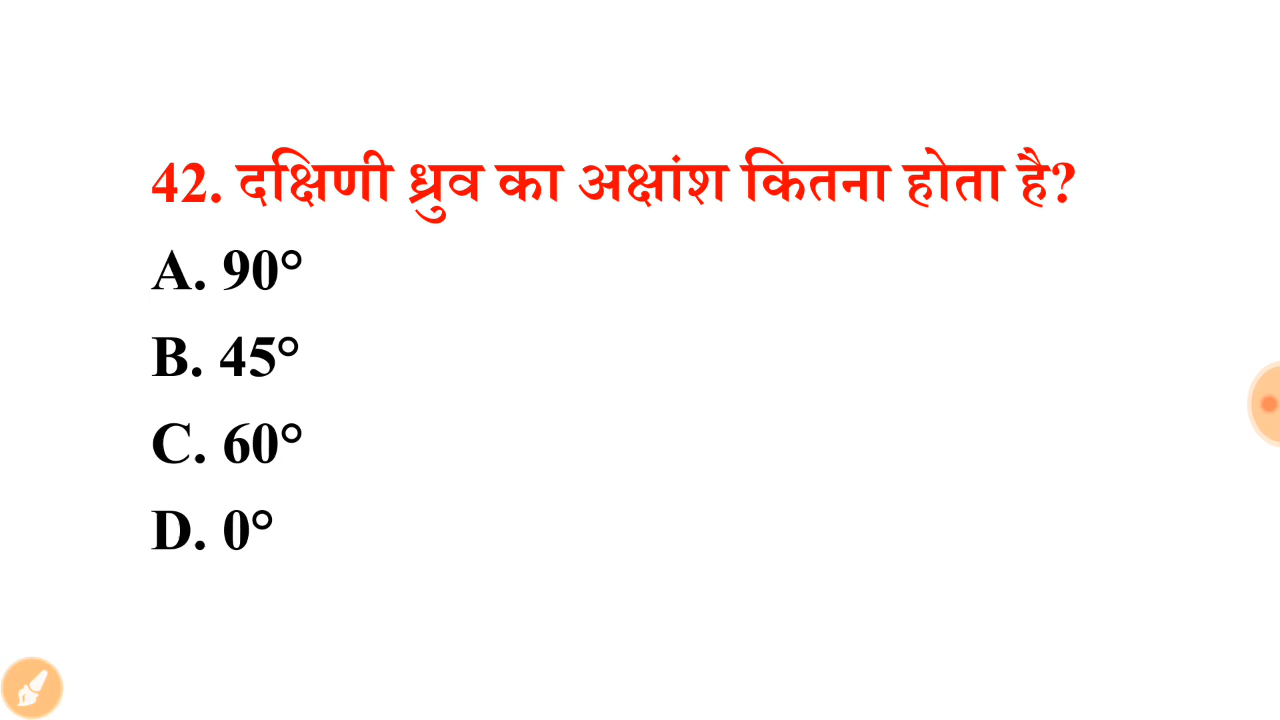 42. दक्षिणी ध्रुव का अक्षांश कितना होता है?
A. 90°
B. 45°
C. 60°
D. 0°